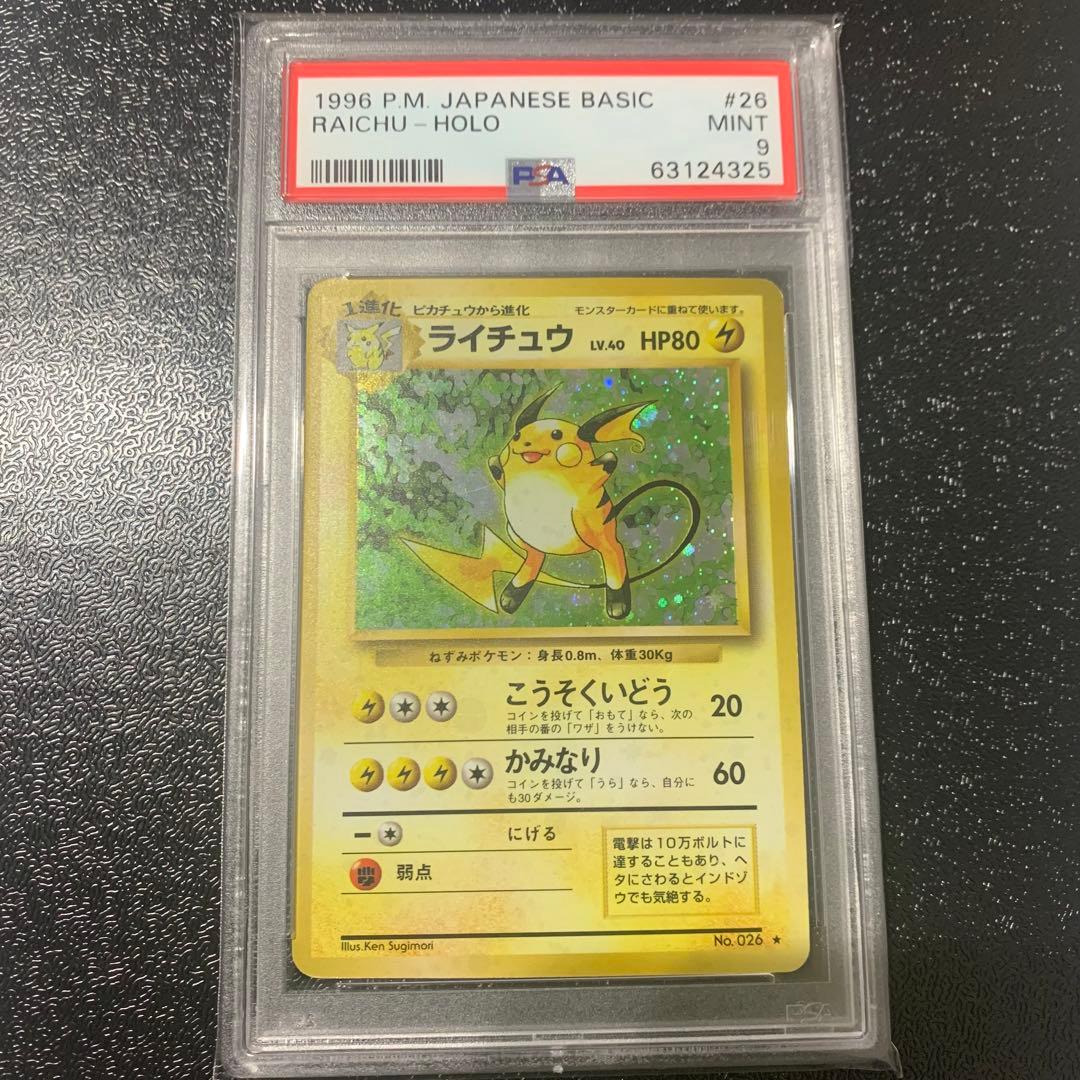 1996 P.M. JAPANESE BASIC #26
RAICHU - HOLO MINT
9
PSA 63124325
1進化 ピカチュウから進化 モンスターカードに重ねて使います。
ライチュウ LV.40 HP80
ねずみポケモン：身長0.8m、体重30Kg
こうそくいどう 20
コインを投げて「おもて」なら、次の
相手の番の「ワザ」をうけない。
かみなり 60
コインを投げて「うら」なら、自分に
も30ダメージ。
にげる
弱点
電撃は10万ボルトに
達することもあり、ヘ
タにさわるとインドゾ
ウでも気絶する。
Illus.Ken Sugimori No. 026 ★
PSA